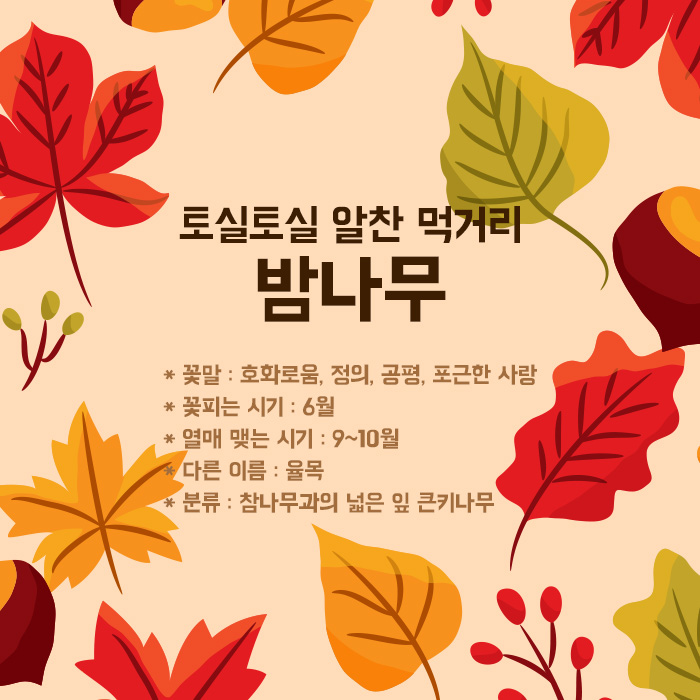 토실토실 알찬 먹거리
밤나무
* 꽃말 : 호화로움, 정의, 공평, 포근한 사랑
* 꽃피는 시기 : 6월
* 열매 맺는 시기 : 9~10월
* 다른 이름 : 율목
* 분류 : 참나무과의 넓은 잎 큰키나무